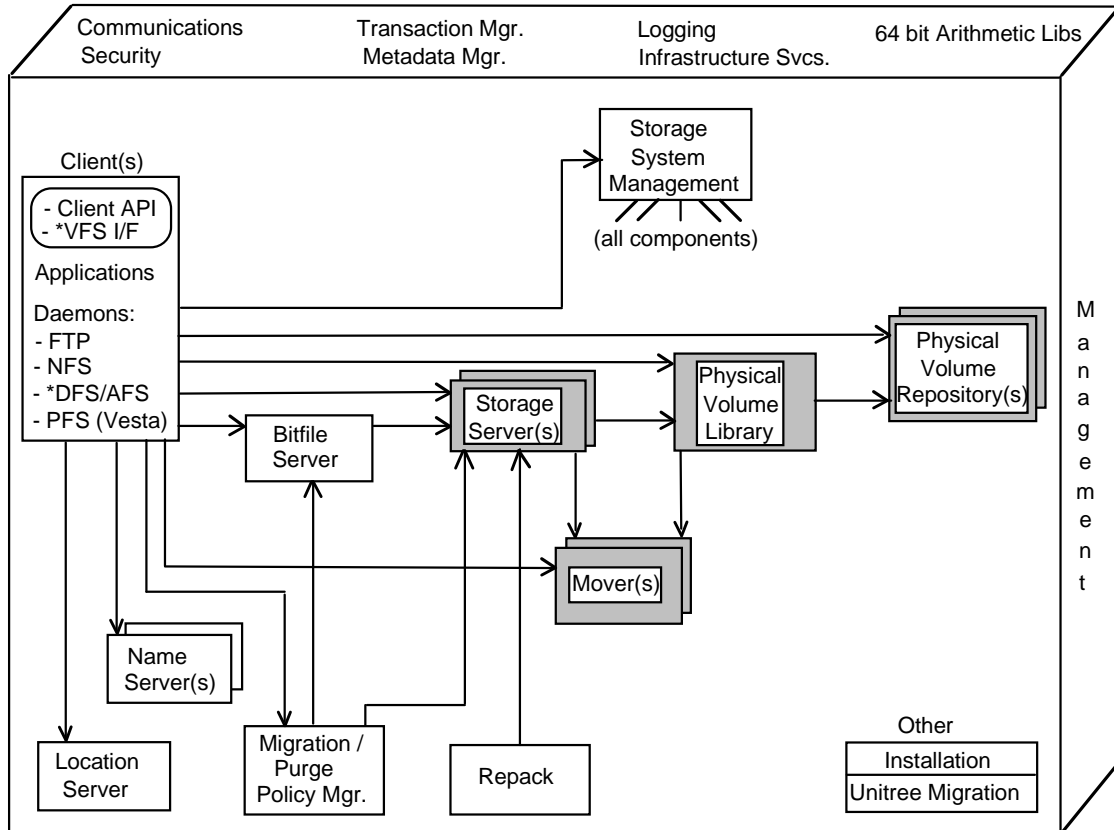 Communications
Security
Transaction Mgr.
Metadata Mgr.
Logging
Infrastructure Svcs.
64 bit Arithmetic Libs
Storage
System
Management
(all components)
Client(s)
- Client API
- *VFS I/F
Applications
Daemons:
- FTP
- NFS
- *DFS/AFS
- PFS (Vesta)
Physical
Volume
Repository(s)
Physical
Volume
Library
Storage
Server(s)
Bitfile
Server
Mover(s)
Name
Server(s)
Location
Server
Migration /
Purge
Policy Mgr.
Repack
Other
Installation
Unitree Migration
Management